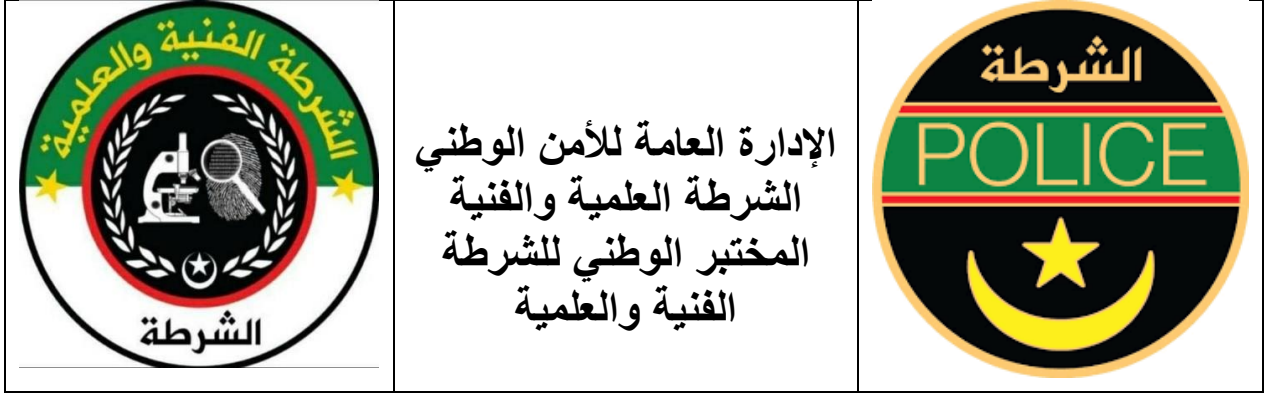 الشرطة
POLICE
الإدارة العامة للأمن الوطني
الشرطة العلمية والفنية
المختبر الوطني للشرطة
الفنية والعلمية
الشرطة الفنية والعلمية
الشرطة